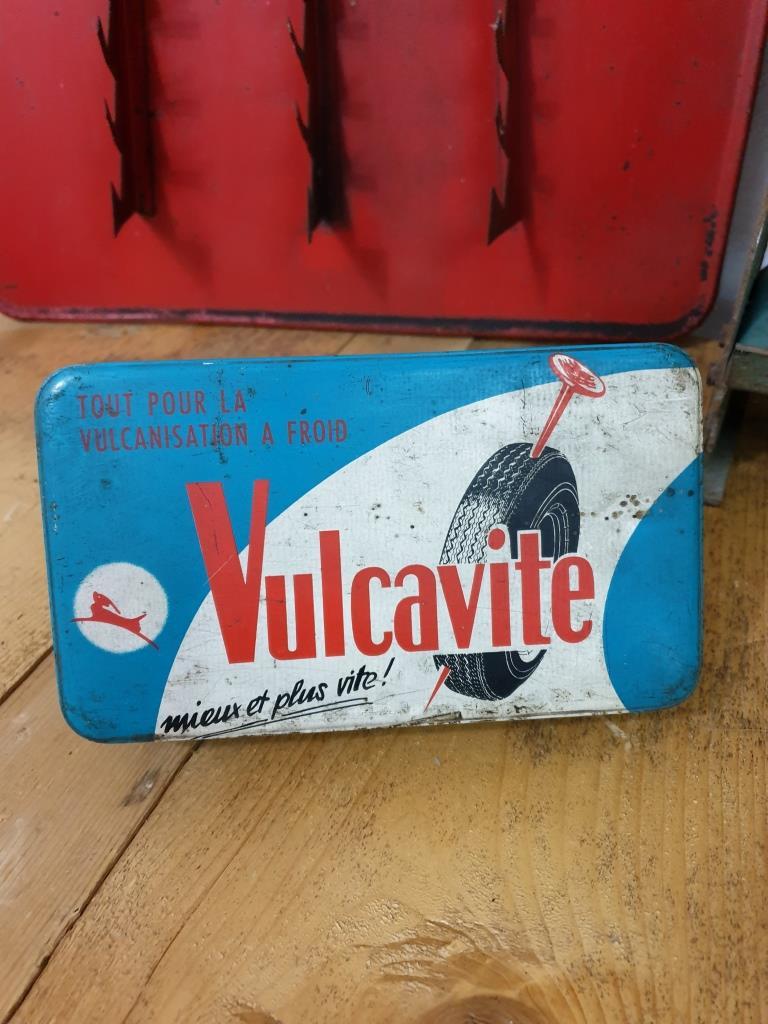 TOUT POUR LA
VULCANISATION A FROID
Vulcavite
mieux et plus vite!